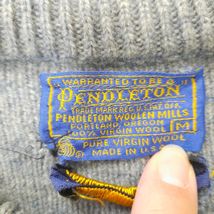 WARRANTED TO BE A
PENDLETON
TRADE MARK REG. U.S. PAT. OFF.
PENDLETON WOOLEN MILLS
PORTLAND, OREGON
100% VIRGIN WOOL M
PURE VIRGIN WOOL
MADE IN U.S.A.